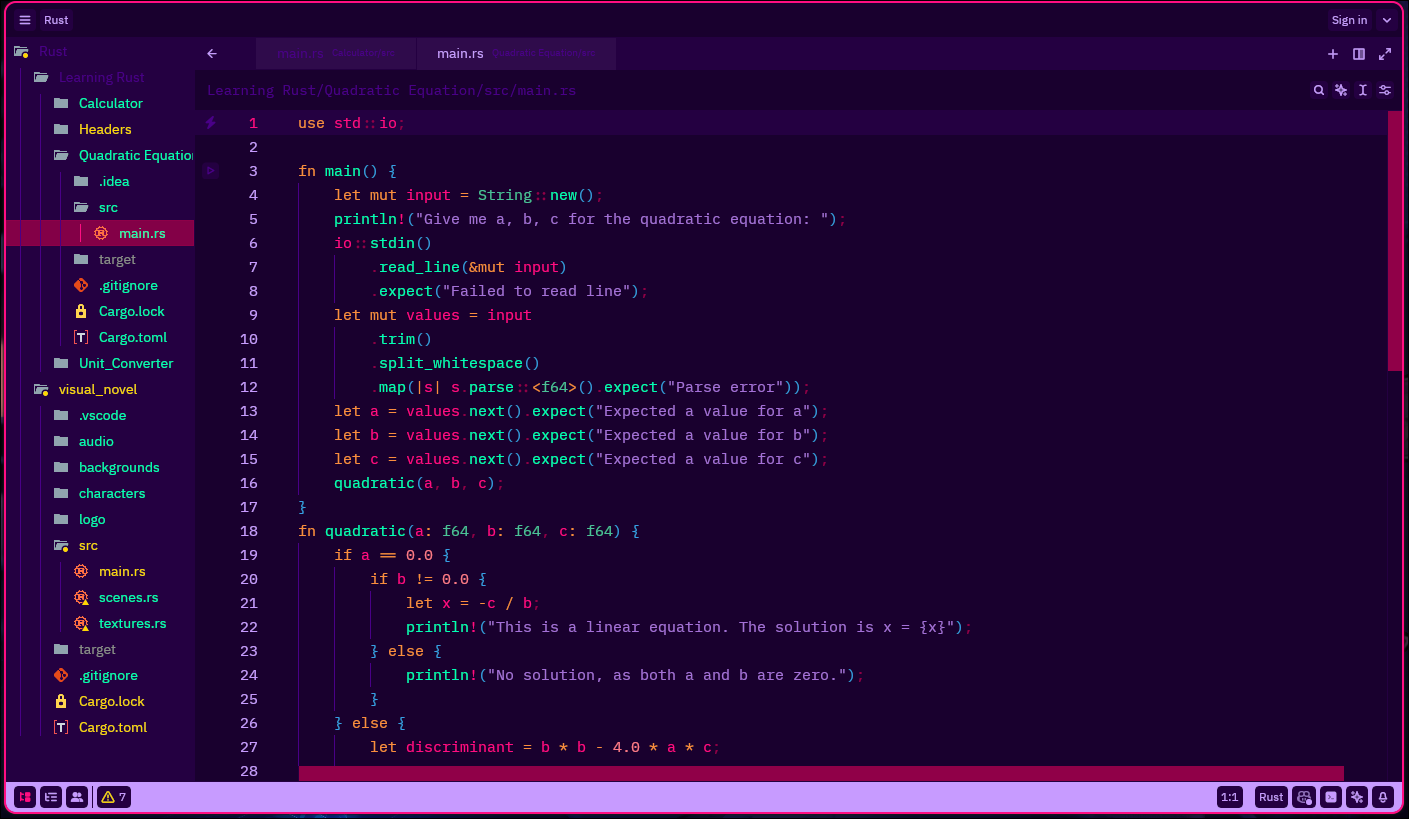 Rust
Sign in
Rust
Learning Rust
Calculator
Headers
Quadratic Equation
.idea
src
main.rs
target
.gitignore
Cargo.lock
Cargo.toml
Unit_Converter
visual_novel
.vscode
audio
backgrounds
characters
logo
src
main.rs
scenes.rs
textures.rs
target
.gitignore
Cargo.lock
Cargo.toml
main.rs Calculator/src
main.rs Quadratic Equation/src
Learning Rust/Quadratic Equation/src/main.rs
1 use std::io;
2
3 fn main() {
4 let mut input = String::new();
5 println!("Give me a, b, c for the quadratic equation: ");
6 io::stdin()
7 .read_line(&mut input)
8 .expect("Failed to read line");
9 let mut values = input
10 .trim()
11 .split_whitespace()
12 .map(|s| s.parse::<f64>().expect("Parse error"));
13 let a = values.next().expect("Expected a value for a");
14 let b = values.next().expect("Expected a value for b");
15 let c = values.next().expect("Expected a value for c");
16 quadratic(a, b, c);
17 }
18 fn quadratic(a: f64, b: f64, c: f64) {
19 if a == 0.0 {
20 if b != 0.0 {
21 let x = -c / b;
22 println!("This is a linear equation. The solution is x = {x}");
23 } else {
24 println!("No solution, as both a and b are zero.");
25 }
26 } else {
27 let discriminant = b * b - 4.0 * a * c;
28
7
1:1
Rust